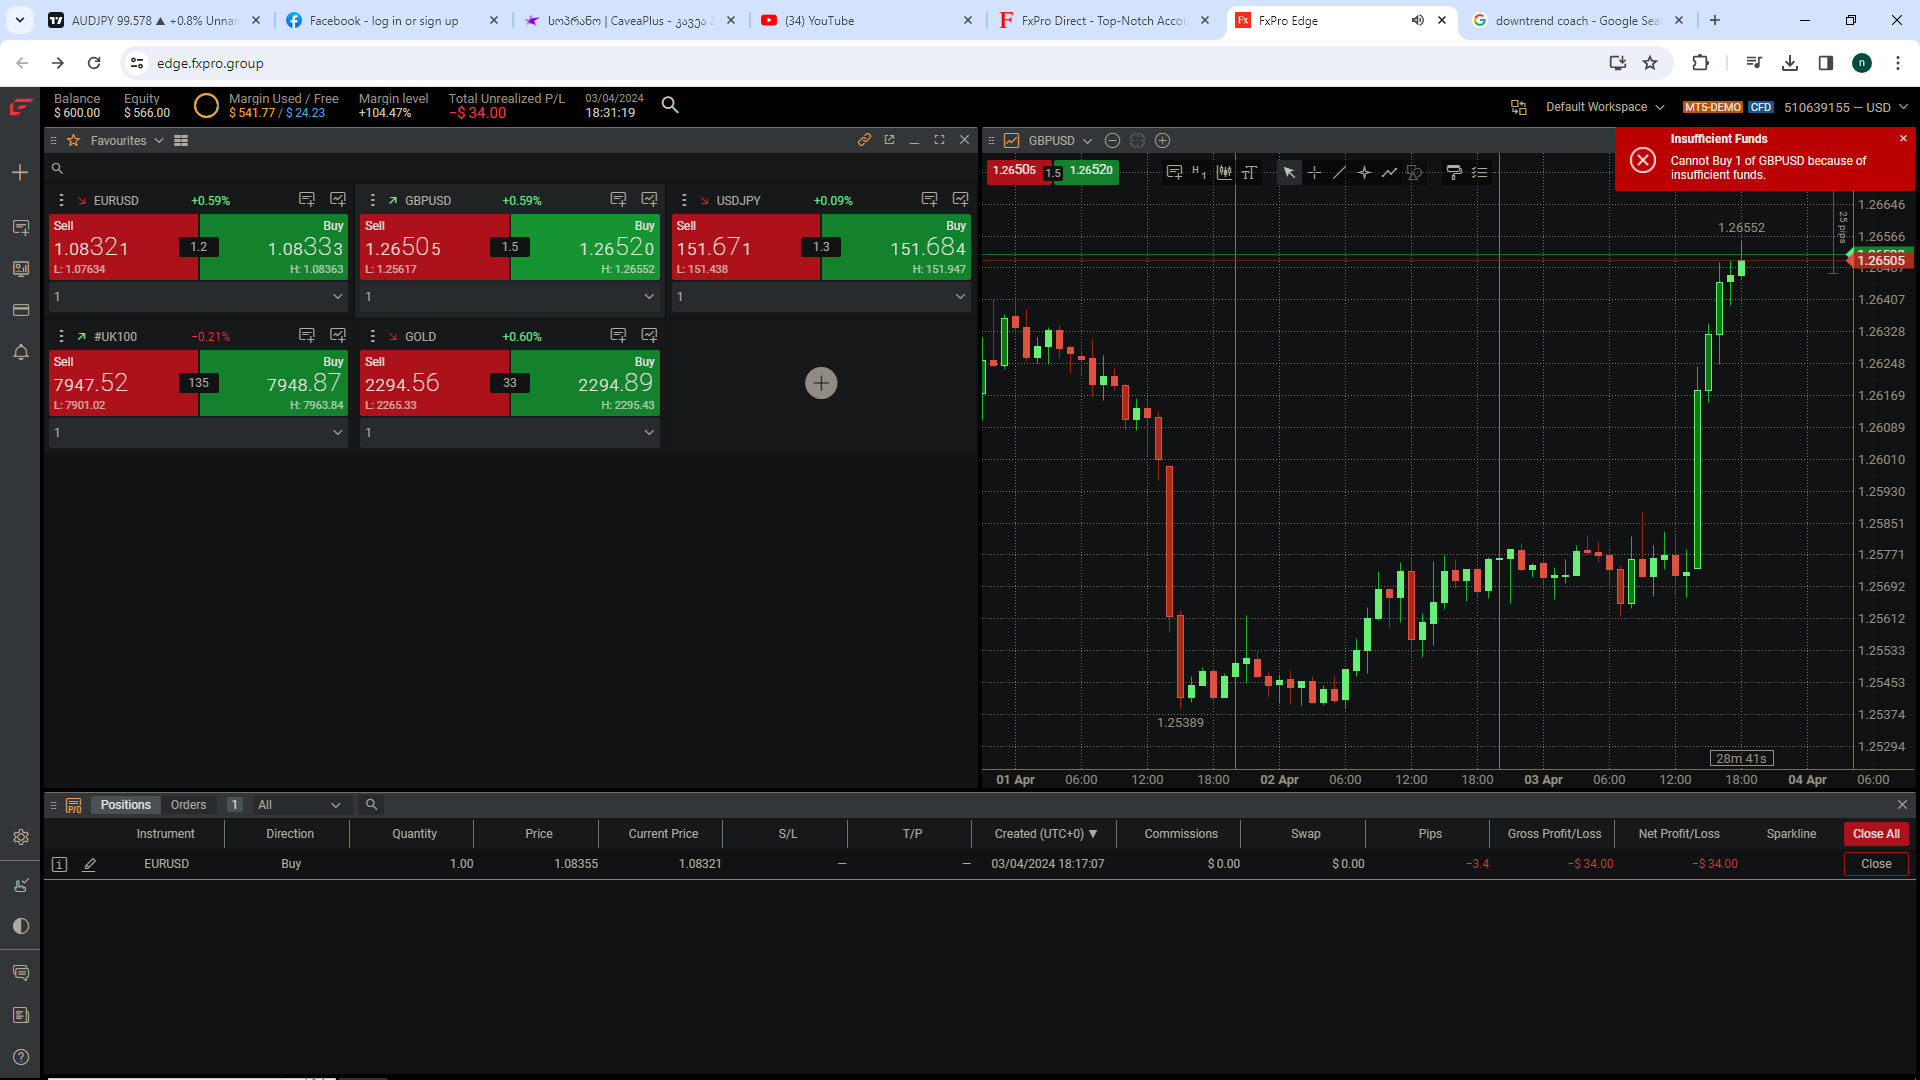 AUDJPY 99.578 ▲ +0.8% Unnan
Facebook - log in or sign up
სოპრანო | CaveaPlus - კავეა
(34) YouTube
FxPro Direct - Top-Notch Accou
FxPro Edge
downtrend coach - Google Sea
edge.fxpro.group
n
Balance
$ 600.00
Equity
$ 566.00
Margin Used / Free
$ 541.77 / $ 24.23
Margin level
+104.47%
Total Unrealized P/L
−$ 34.00
03/04/2024
18:31:19
Default Workspace
MT5-DEMO CFD 510639155 — USD
Favourites
EURUSD +0.59%
Sell Buy
1.08321 1.2 1.08333
L: 1.07634 H: 1.08363
1
GBPUSD +0.59%
Sell Buy
1.26505 1.5 1.26520
L: 1.25617 H: 1.26552
1
USDJPY +0.09%
Sell Buy
151.671 1.3 151.684
L: 151.438 H: 151.947
1
#UK100 −0.21%
Sell Buy
7947.52 135 7948.87
L: 7901.02 H: 7963.84
1
GOLD +0.60%
Sell Buy
2294.56 33 2294.89
L: 2265.33 H: 2295.43
1
GBPUSD
1.26505 1.5 1.26520
H1
TT
Insufficient Funds
Cannot Buy 1 of GBPUSD because of
insufficient funds.
25 pips
1.26552
1.25389
1.26646
1.26566
1.26505
1.26407
1.26328
1.26248
1.26169
1.26089
1.26010
1.25930
1.25851
1.25771
1.25692
1.25612
1.25533
1.25453
1.25374
1.25294
28m 41s
01 Apr 06:00 12:00 18:00 02 Apr 06:00 12:00 18:00 03 Apr 06:00 12:00 18:00 04 Apr 06:00
P/O Positions Orders 1 All
Instrument Direction Quantity Price Current Price S/L T/P Created (UTC+0) ▼ Commissions Swap Pips Gross Profit/Loss Net Profit/Loss Sparkline Close All
EURUSD Buy 1.00 1.08355 1.08321 — — 03/04/2024 18:17:07 $ 0.00 $ 0.00 −3.4 −$ 34.00 −$ 34.00 Close